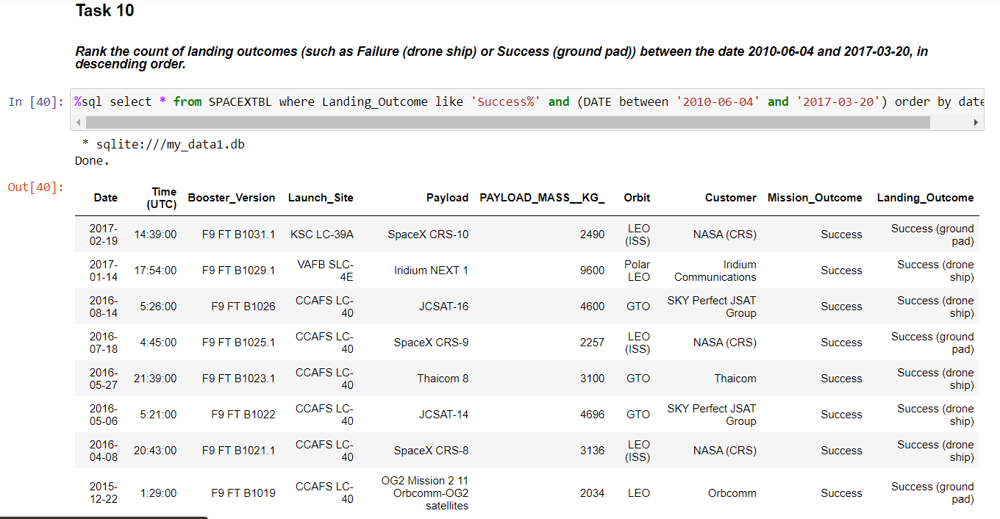 Task 10
Rank the count of landing outcomes (such as Failure (drone ship) or Success (ground pad)) between the date 2010-06-04 and 2017-03-20, in
descending order.
In [40]: %sql select * from SPACEXTBL where Landing_Outcome like 'Success%' and (DATE between '2010-06-04' and '2017-03-20') order by date
* sqlite:///my_data1.db
Done.
Out[40]:
Date Time (UTC) Booster_Version Launch_Site Payload PAYLOAD_MASS__KG_ Orbit Customer Mission_Outcome Landing_Outcome
2017-02-19 14:39:00 F9 FT B1031.1 KSC LC-39A SpaceX CRS-10 2490 LEO (ISS) NASA (CRS) Success Success (ground pad)
2017-01-14 17:54:00 F9 FT B1029.1 VAFB SLC-4E Iridium NEXT 1 9600 Polar LEO Iridium Communications Success Success (drone ship)
2016-08-14 5:26:00 F9 FT B1026 CCAFS LC-40 JCSAT-16 4600 GTO SKY Perfect JSAT Group Success Success (drone ship)
2016-07-18 4:45:00 F9 FT B1025.1 CCAFS LC-40 SpaceX CRS-9 2257 LEO (ISS) NASA (CRS) Success Success (ground pad)
2016-05-27 21:39:00 F9 FT B1023.1 CCAFS LC-40 Thaicom 8 3100 GTO Thaicom Success Success (drone ship)
2016-05-06 5:21:00 F9 FT B1022 CCAFS LC-40 JCSAT-14 4696 GTO SKY Perfect JSAT Group Success Success (drone ship)
2016-04-08 20:43:00 F9 FT B1021.1 CCAFS LC-40 SpaceX CRS-8 3136 LEO (ISS) NASA (CRS) Success Success (drone ship)
2015-12-22 1:29:00 F9 FT B1019 CCAFS LC-40 OG2 Mission 2 11 Orbcomm-OG2 satellites 2034 LEO Orbcomm Success Success (ground pad)